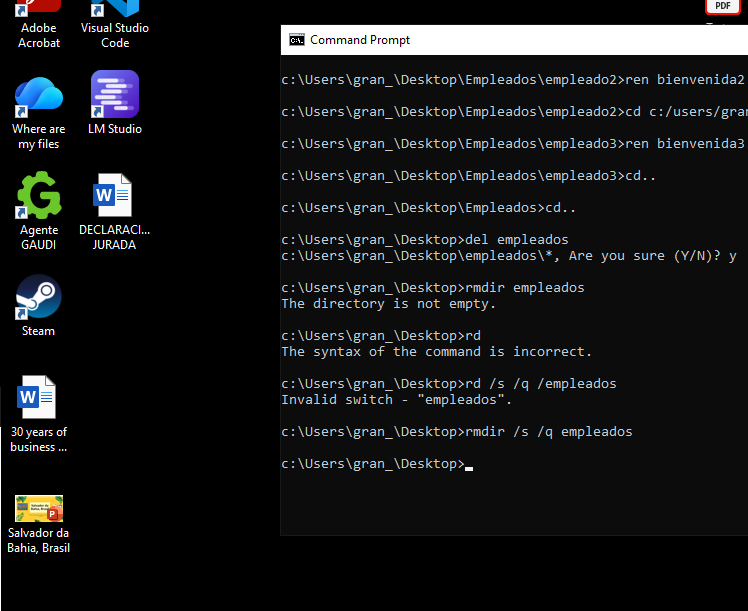 Adobe
Acrobat
Visual Studio
Code
Where are
my files
LM Studio
Agente
GAUDI
DECLARACI...
JURADA
Steam
30 years of
business ...
Salvador da
Bahia, Brasil
PDF
Command Prompt
c:\Users\gran_\Desktop\Empleados\empleado2>ren bienvenida2
c:\Users\gran_\Desktop\Empleados\empleado2>cd c:/users/gran
c:\Users\gran_\Desktop\Empleados\empleado3>ren bienvenida3
c:\Users\gran_\Desktop\Empleados\empleado3>cd..
c:\Users\gran_\Desktop\Empleados>cd..
c:\Users\gran_\Desktop>del empleados
c:\Users\gran_\Desktop\empleados\*, Are you sure (Y/N)? y
c:\Users\gran_\Desktop>rmdir empleados
The directory is not empty.
c:\Users\gran_\Desktop>rd
The syntax of the command is incorrect.
c:\Users\gran_\Desktop>rd /s /q /empleados
Invalid switch - "empleados".
c:\Users\gran_\Desktop>rmdir /s /q empleados
c:\Users\gran_\Desktop>